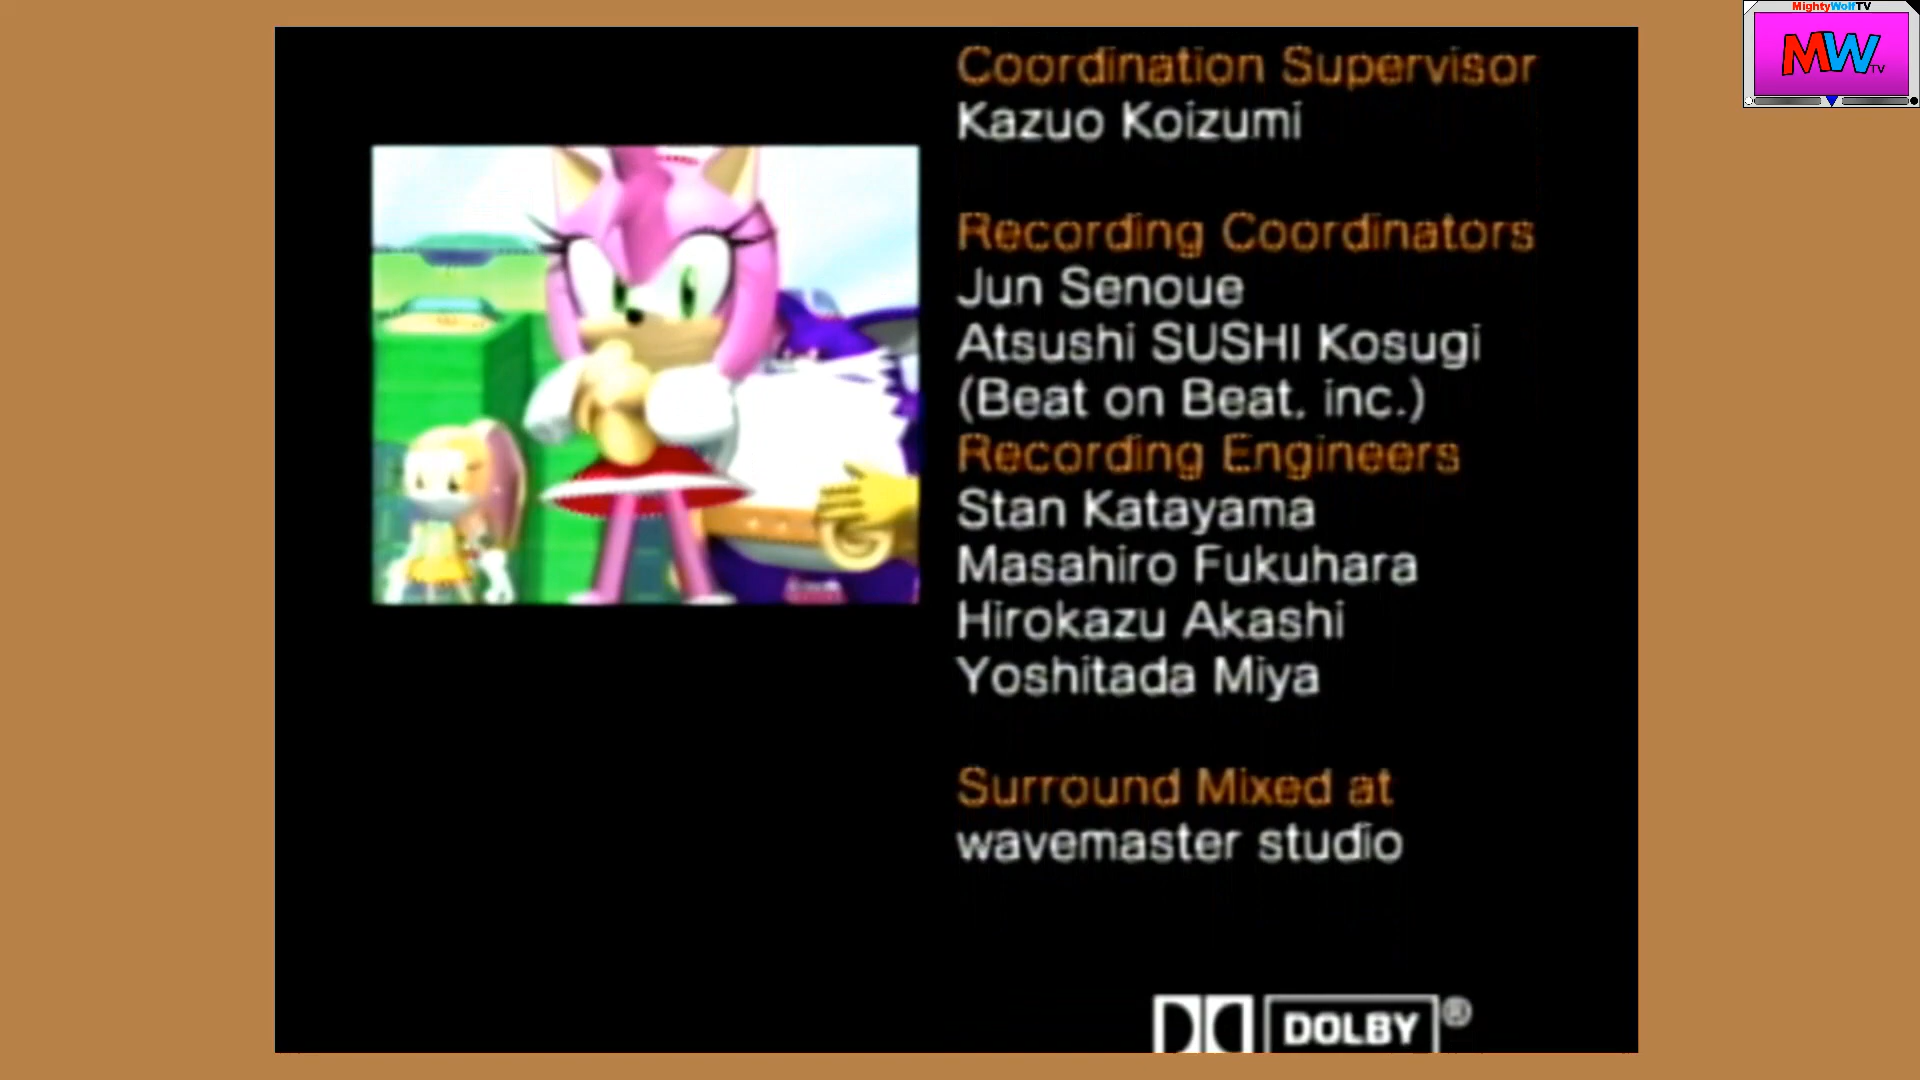 MightyWolfTV
MW TV
Coordination Supervisor
Kazuo Koizumi
Recording Coordinators
Jun Senoue
Atsushi SUSHI Kosugi
(Beat on Beat, inc.)
Recording Engineers
Stan Katayama
Masahiro Fukuhara
Hirokazu Akashi
Yoshitada Miya
Surround Mixed at
wavemaster studio
DOLBY®